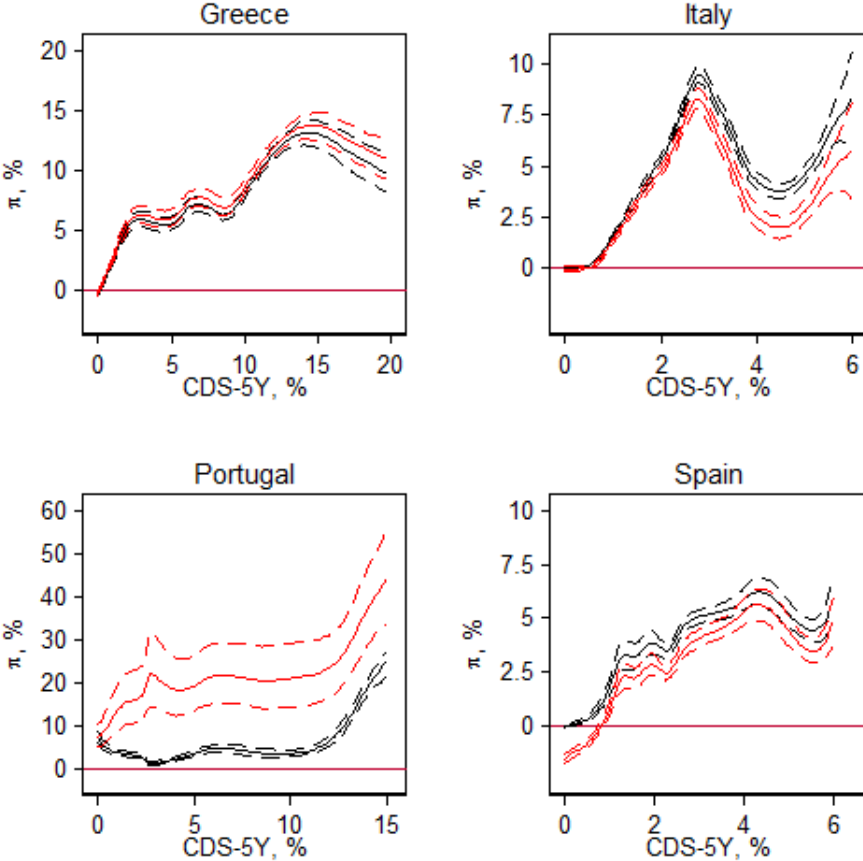 Greece
20
15
10
5
0
π, %
0 5 10 15 20
CDS-5Y, %
Italy
10
7.5
5
2.5
0
π, %
0 2 4 6
CDS-5Y, %
Portugal
60
50
40
30
20
10
0
π, %
0 5 10 15
CDS-5Y, %
Spain
10
7.5
5
2.5
0
π, %
0 2 4 6
CDS-5Y, %